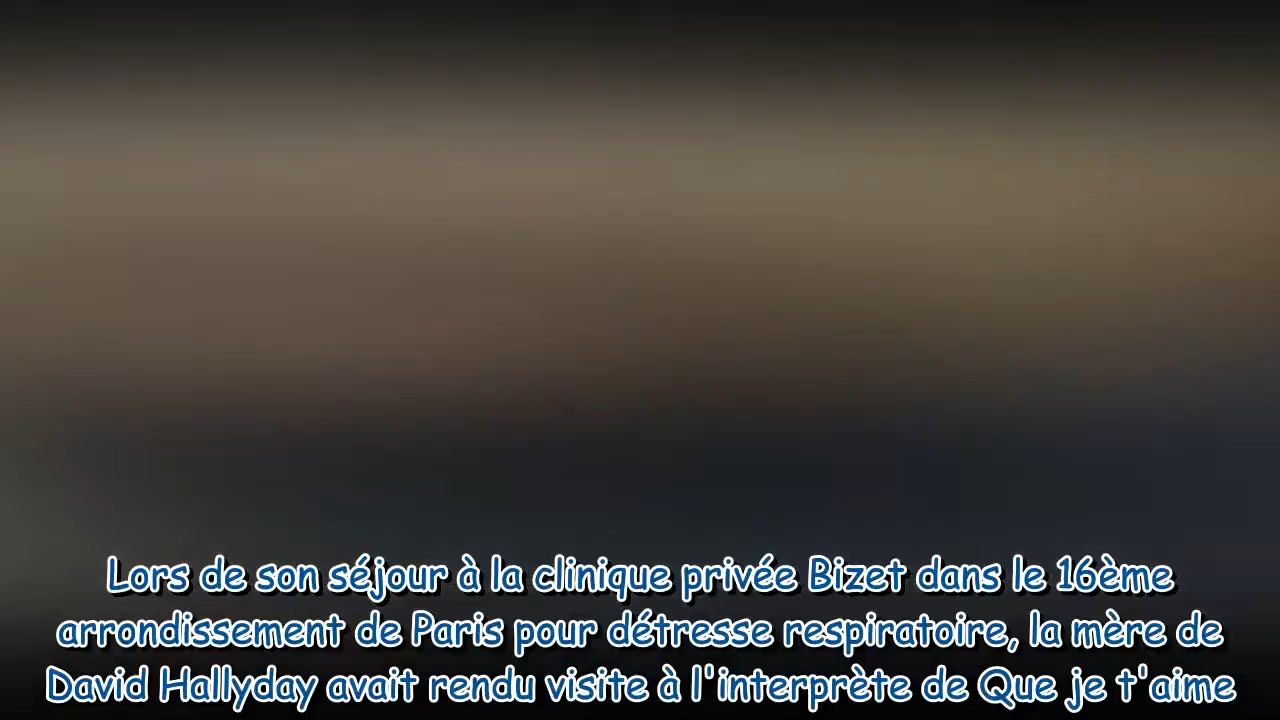 Lors de son séjour à la clinique privée Bizet dans le 16ème
arrondissement de Paris pour détresse respiratoire, la mère de
David Hallyday avait rendu visite à l'interprète de Que je t'aime